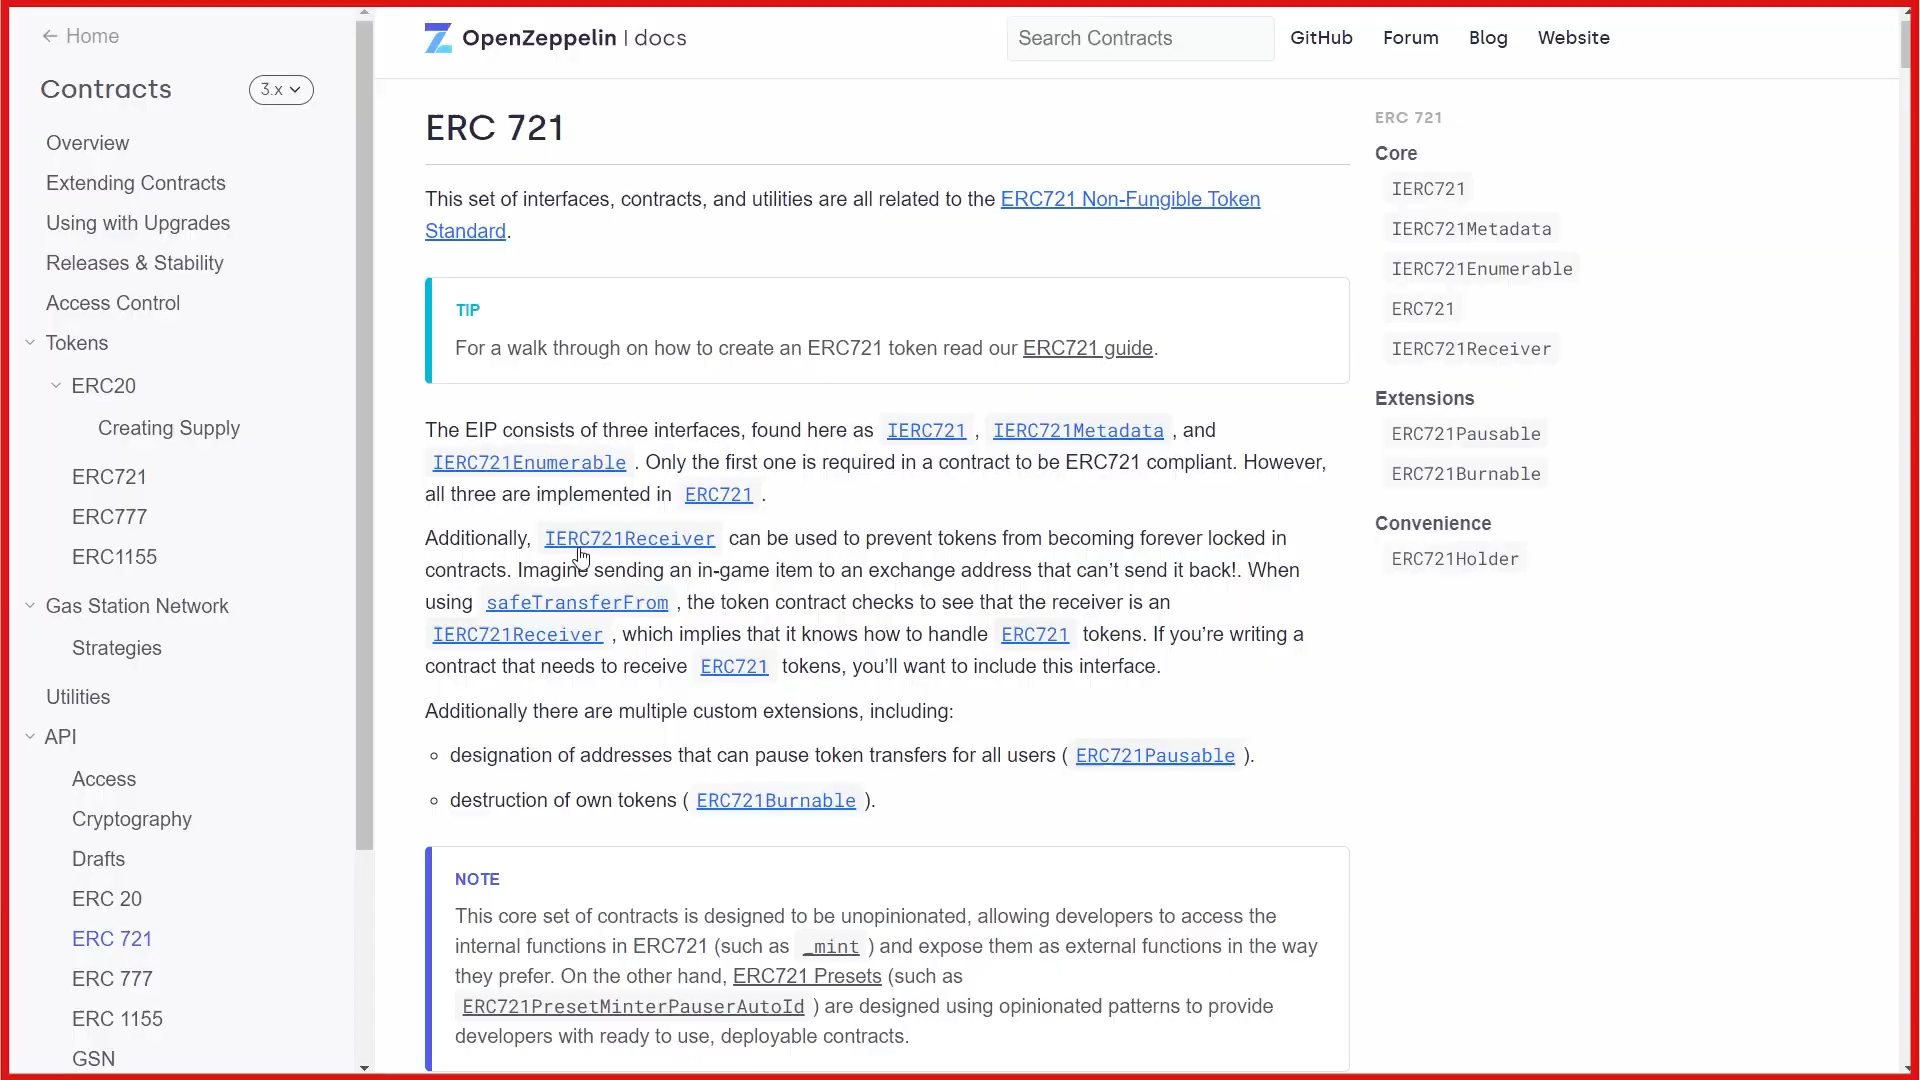 ← Home
Contracts
3.x
Overview
Extending Contracts
Using with Upgrades
Releases & Stability
Access Control
Tokens
ERC20
Creating Supply
ERC721
ERC777
ERC1155
Gas Station Network
Strategies
Utilities
API
Access
Cryptography
Drafts
ERC 20
ERC 721
ERC 777
ERC 1155
GSN
OpenZeppelin | docs
Search Contracts
GitHub
Forum
Blog
Website
ERC 721
This set of interfaces, contracts, and utilities are all related to the ERC721 Non-Fungible Token
Standard.
TIP
For a walk through on how to create an ERC721 token read our ERC721 guide.
The EIP consists of three interfaces, found here as IERC721 , IERC721Metadata , and
IERC721Enumerable . Only the first one is required in a contract to be ERC721 compliant. However,
all three are implemented in ERC721 .
Additionally, IERC721Receiver can be used to prevent tokens from becoming forever locked in
contracts. Imagine sending an in-game item to an exchange address that can’t send it back!. When
using safeTransferFrom , the token contract checks to see that the receiver is an
IERC721Receiver , which implies that it knows how to handle ERC721 tokens. If you’re writing a
contract that needs to receive ERC721 tokens, you’ll want to include this interface.
Additionally there are multiple custom extensions, including:
designation of addresses that can pause token transfers for all users ( ERC721Pausable ).
destruction of own tokens ( ERC721Burnable ).
NOTE
This core set of contracts is designed to be unopinionated, allowing developers to access the
internal functions in ERC721 (such as _mint ) and expose them as external functions in the way
they prefer. On the other hand, ERC721 Presets (such as
ERC721PresetMinterPauserAutoId ) are designed using opinionated patterns to provide
developers with ready to use, deployable contracts.
ERC 721
Core
IERC721
IERC721Metadata
IERC721Enumerable
ERC721
IERC721Receiver
Extensions
ERC721Pausable
ERC721Burnable
Convenience
ERC721Holder